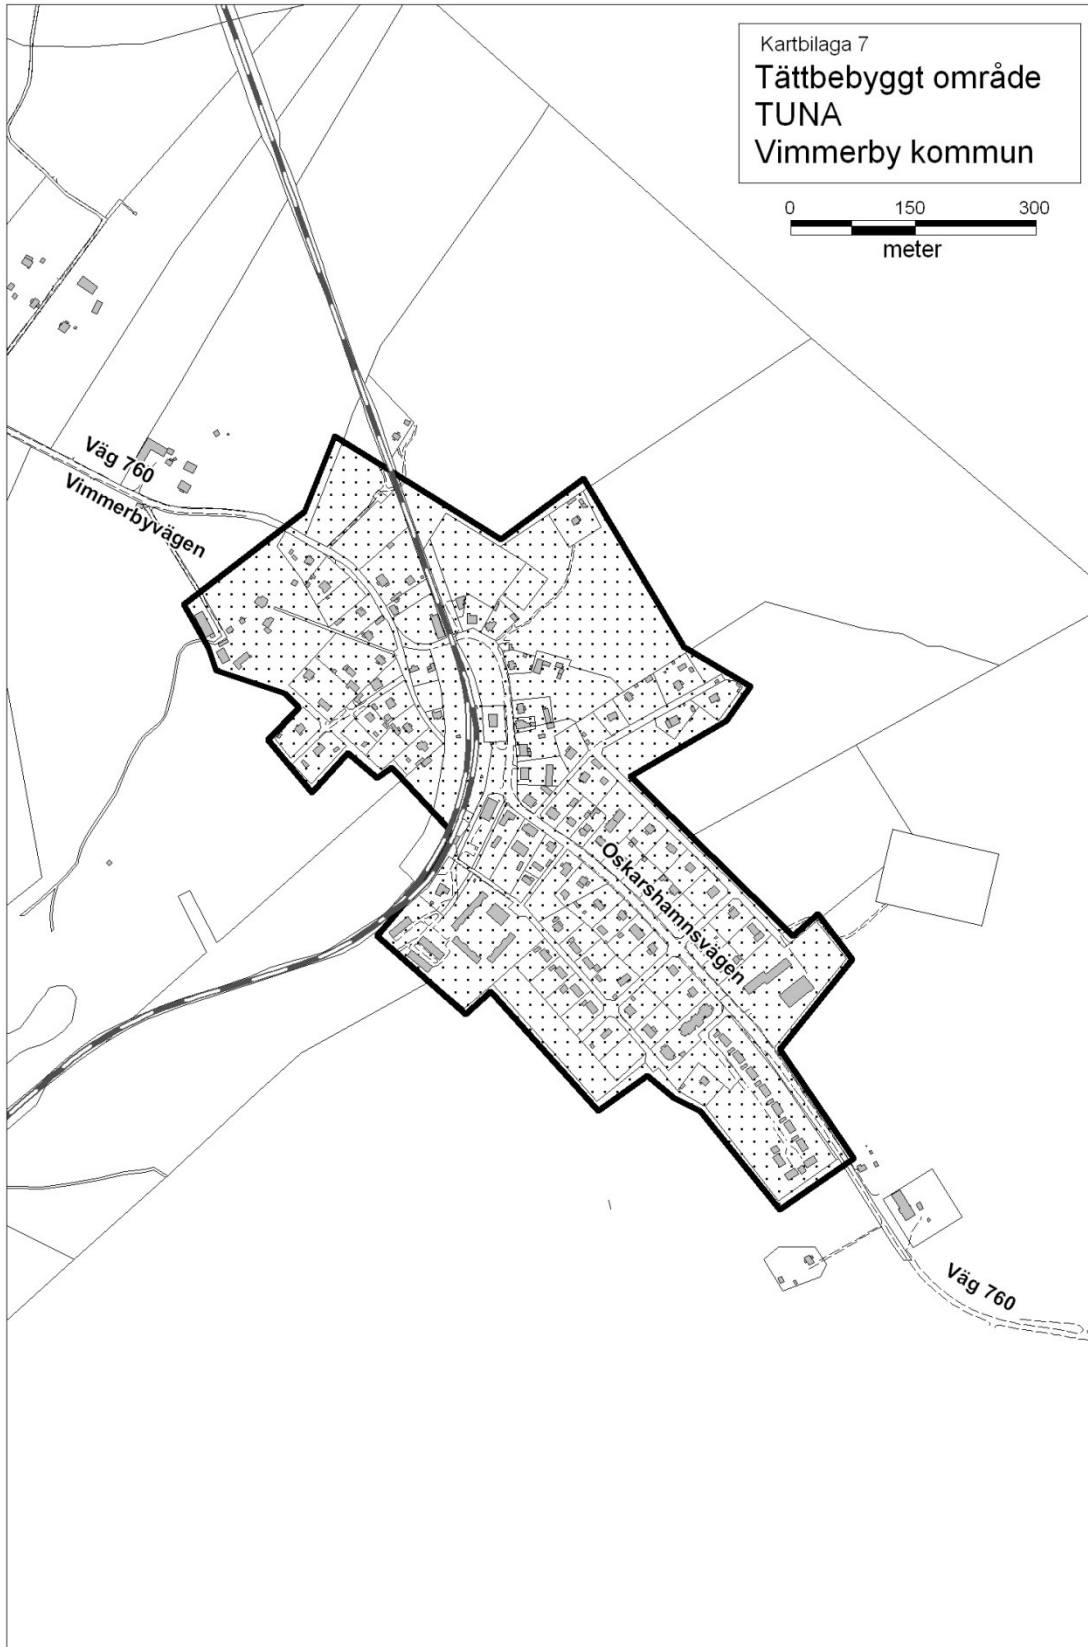 Kartbilaga 7
Tättbebyggt område
TUNA
Vimmerby kommun
0 150 300
meter
Väg 760
Vimmerbyvägen
Oskarshamnsvägen
Väg 760